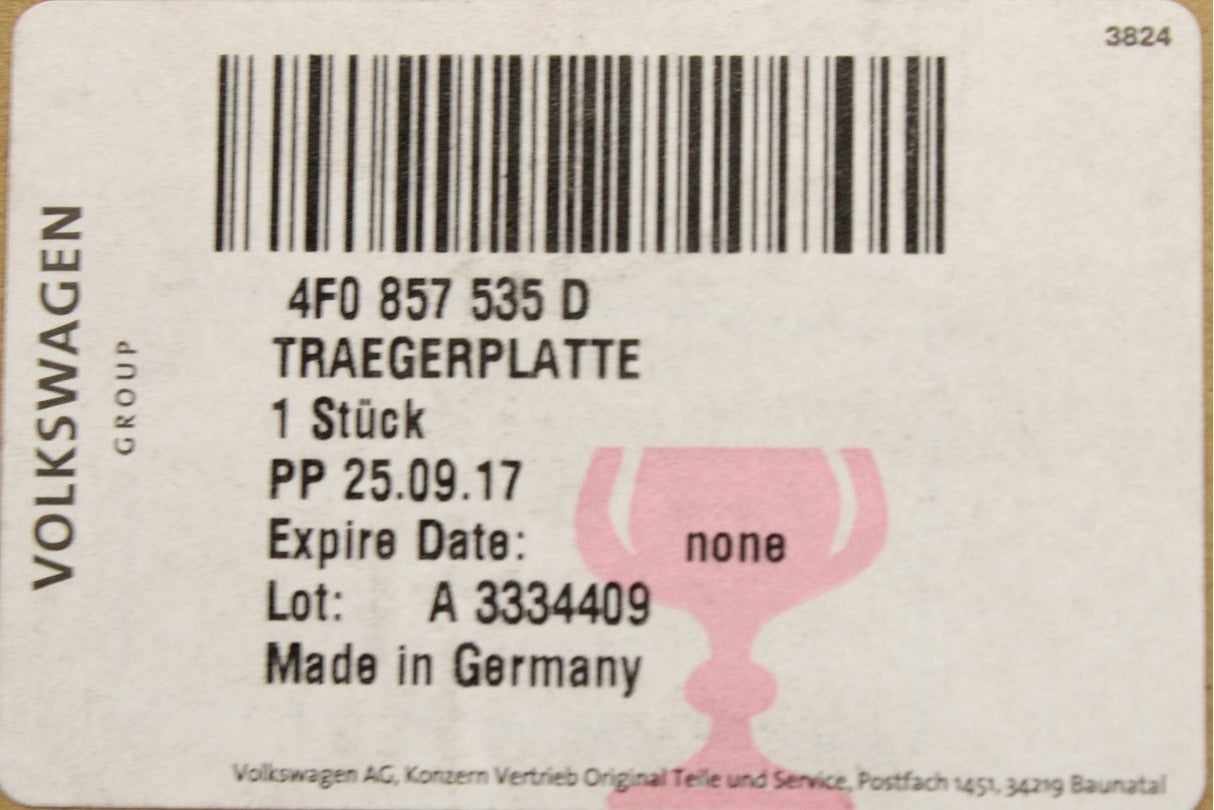 3824
VOLKSWAGEN
GROUP
4F0 857 535 D
TRAEGERPLATTE
1 Stück
PP 25.09.17
Expire Date: none
Lot: A 3334409
Made in Germany
Volkswagen AG, Konzern Vertrieb Original Teile und Service, Postfach 1451, 34219 Baunatal